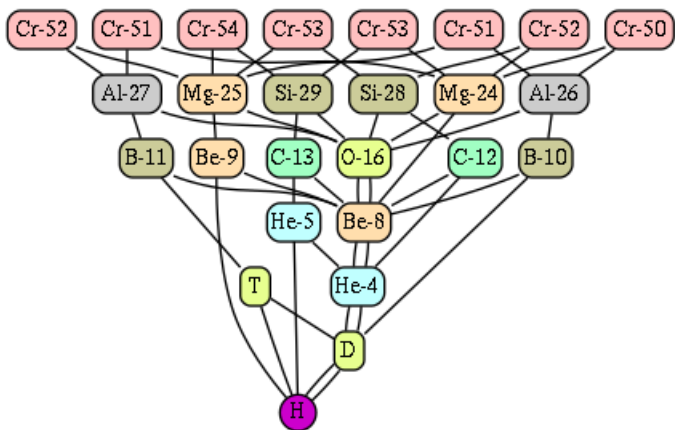 Cr-52 Cr-51 Cr-54 Cr-53 Cr-53 Cr-51 Cr-52 Cr-50
Al-27 Mg-25 Si-29 Si-28 Mg-24 Al-26
B-11 Be-9 C-13 O-16 C-12 B-10
He-5 Be-8
T He-4
D
H